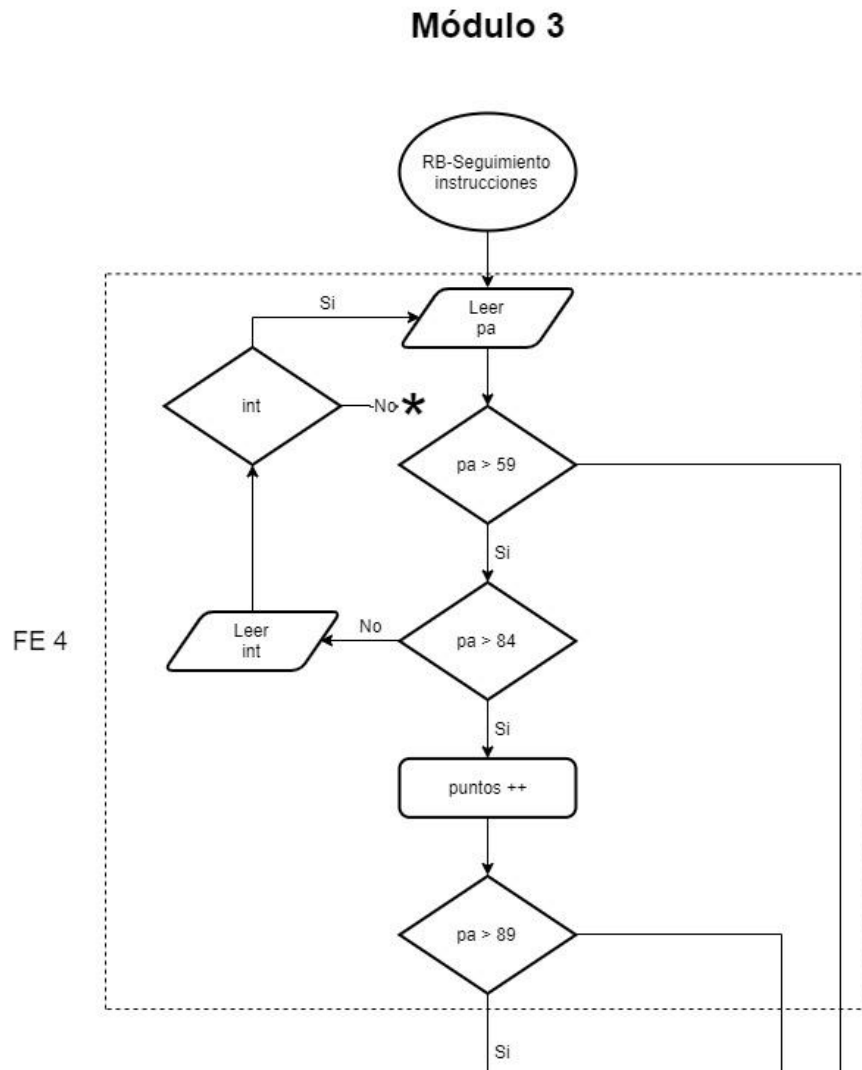 Módulo 3
RB-Seguimiento
instrucciones
Leer
pa
Si
int
No
*
pa > 59
Si
FE 4
Leer
int
No
pa > 84
Si
puntos ++
pa > 89
Si